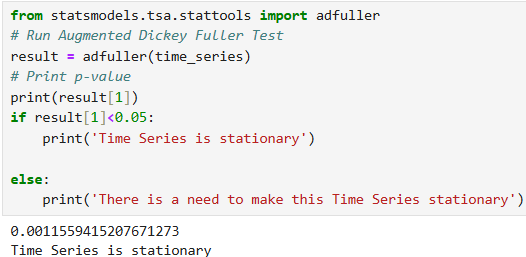 from statsmodels.tsa.stattools import adfuller
# Run Augmented Dickey Fuller Test
result = adfuller(time_series)
# Print p-value
print(result[1])
if result[1]<0.05:
    print('Time Series is stationary')
else:
    print('There is a need to make this Time Series stationary')
0.0011559415207671273
Time Series is stationary